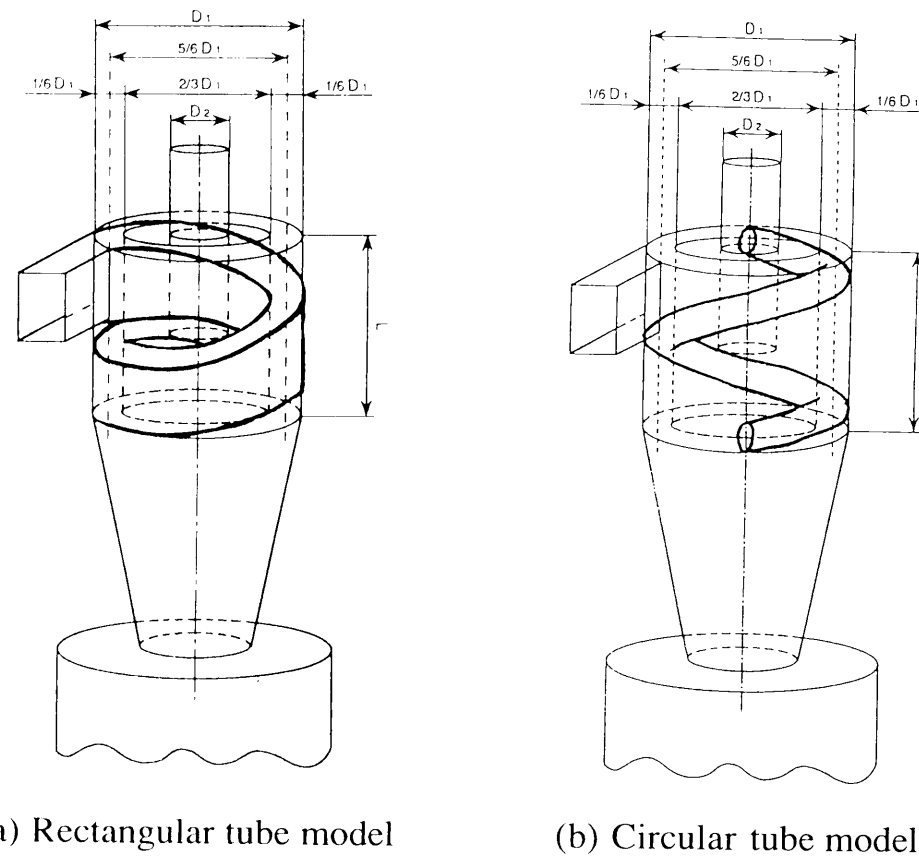 D₁
5/6 D₁
1/6 D₁ 2/3 D₁ 1/6 D₁
D₂
L
) Rectangular tube model
D₁
5/6 D₁
1/6 D₁ 2/3 D₁ 1/6 D₁
D₂
(b) Circular tube model